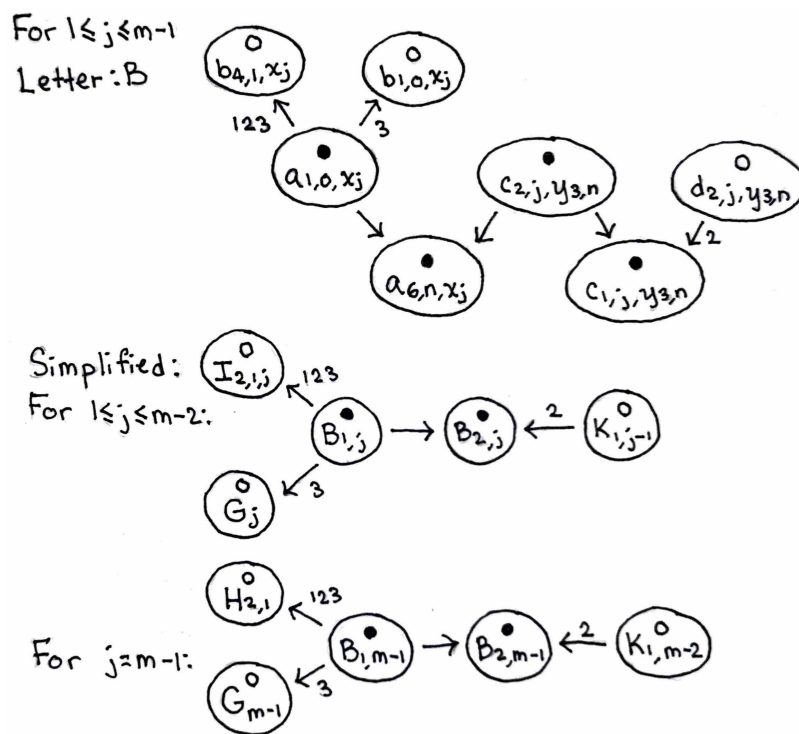 For 1≤j≤m-1
Letter: B
b₄,₁,xⱼ
b₁,₀,xⱼ
123
3
a₁,₀,xⱼ
c₂,ⱼ,y₃,ₙ
d₂,ⱼ,y₃,ₙ
2
a₆,ₙ,xⱼ
c₁,ⱼ,y₃,ₙ
Simplified:
For 1≤j≤m-2:
I₂,₁,ⱼ
123
B₁,ⱼ
B₂,ⱼ
2
K₁,ⱼ₋₁
3
Gⱼ
H₂,₁
123
For j=m-1:
B₁,ₘ₋₁
B₂,ₘ₋₁
2
K₁,ₘ₋₂
3
Gₘ₋₁